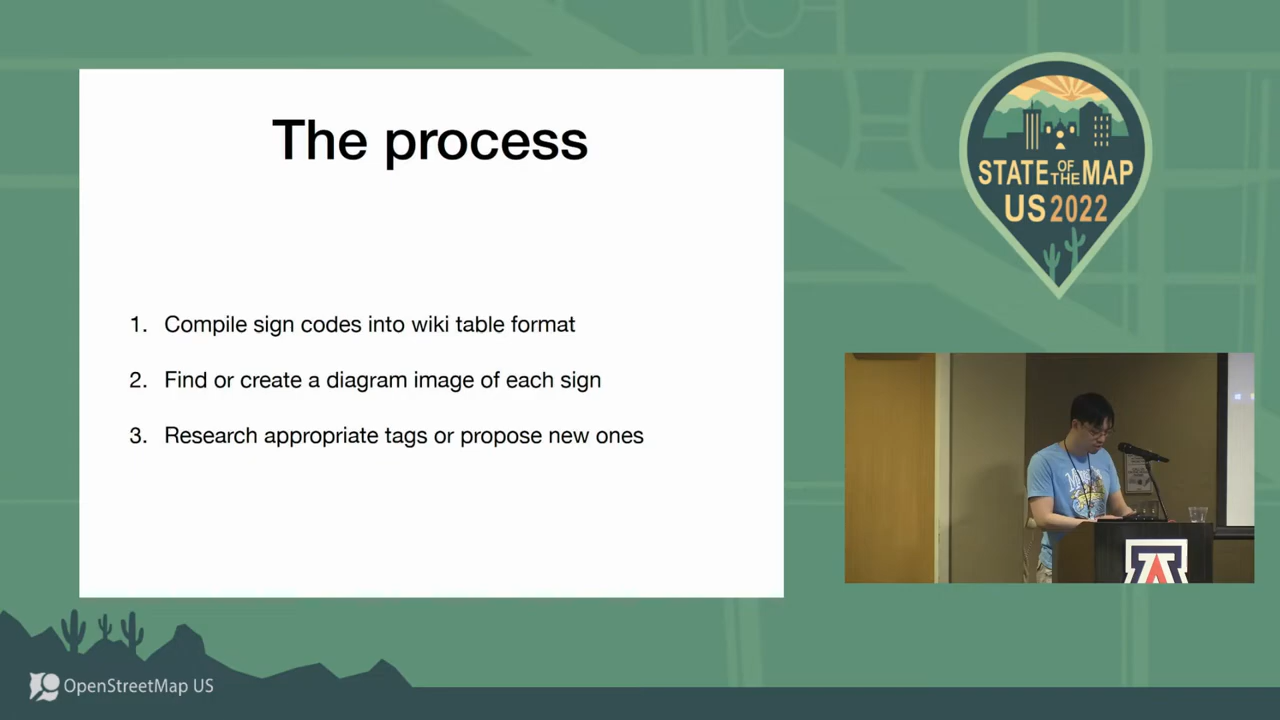 The process
1. Compile sign codes into wiki table format
2. Find or create a diagram image of each sign
3. Research appropriate tags or propose new ones
STATE OF THE MAP
US 2022
A
OpenStreetMap US